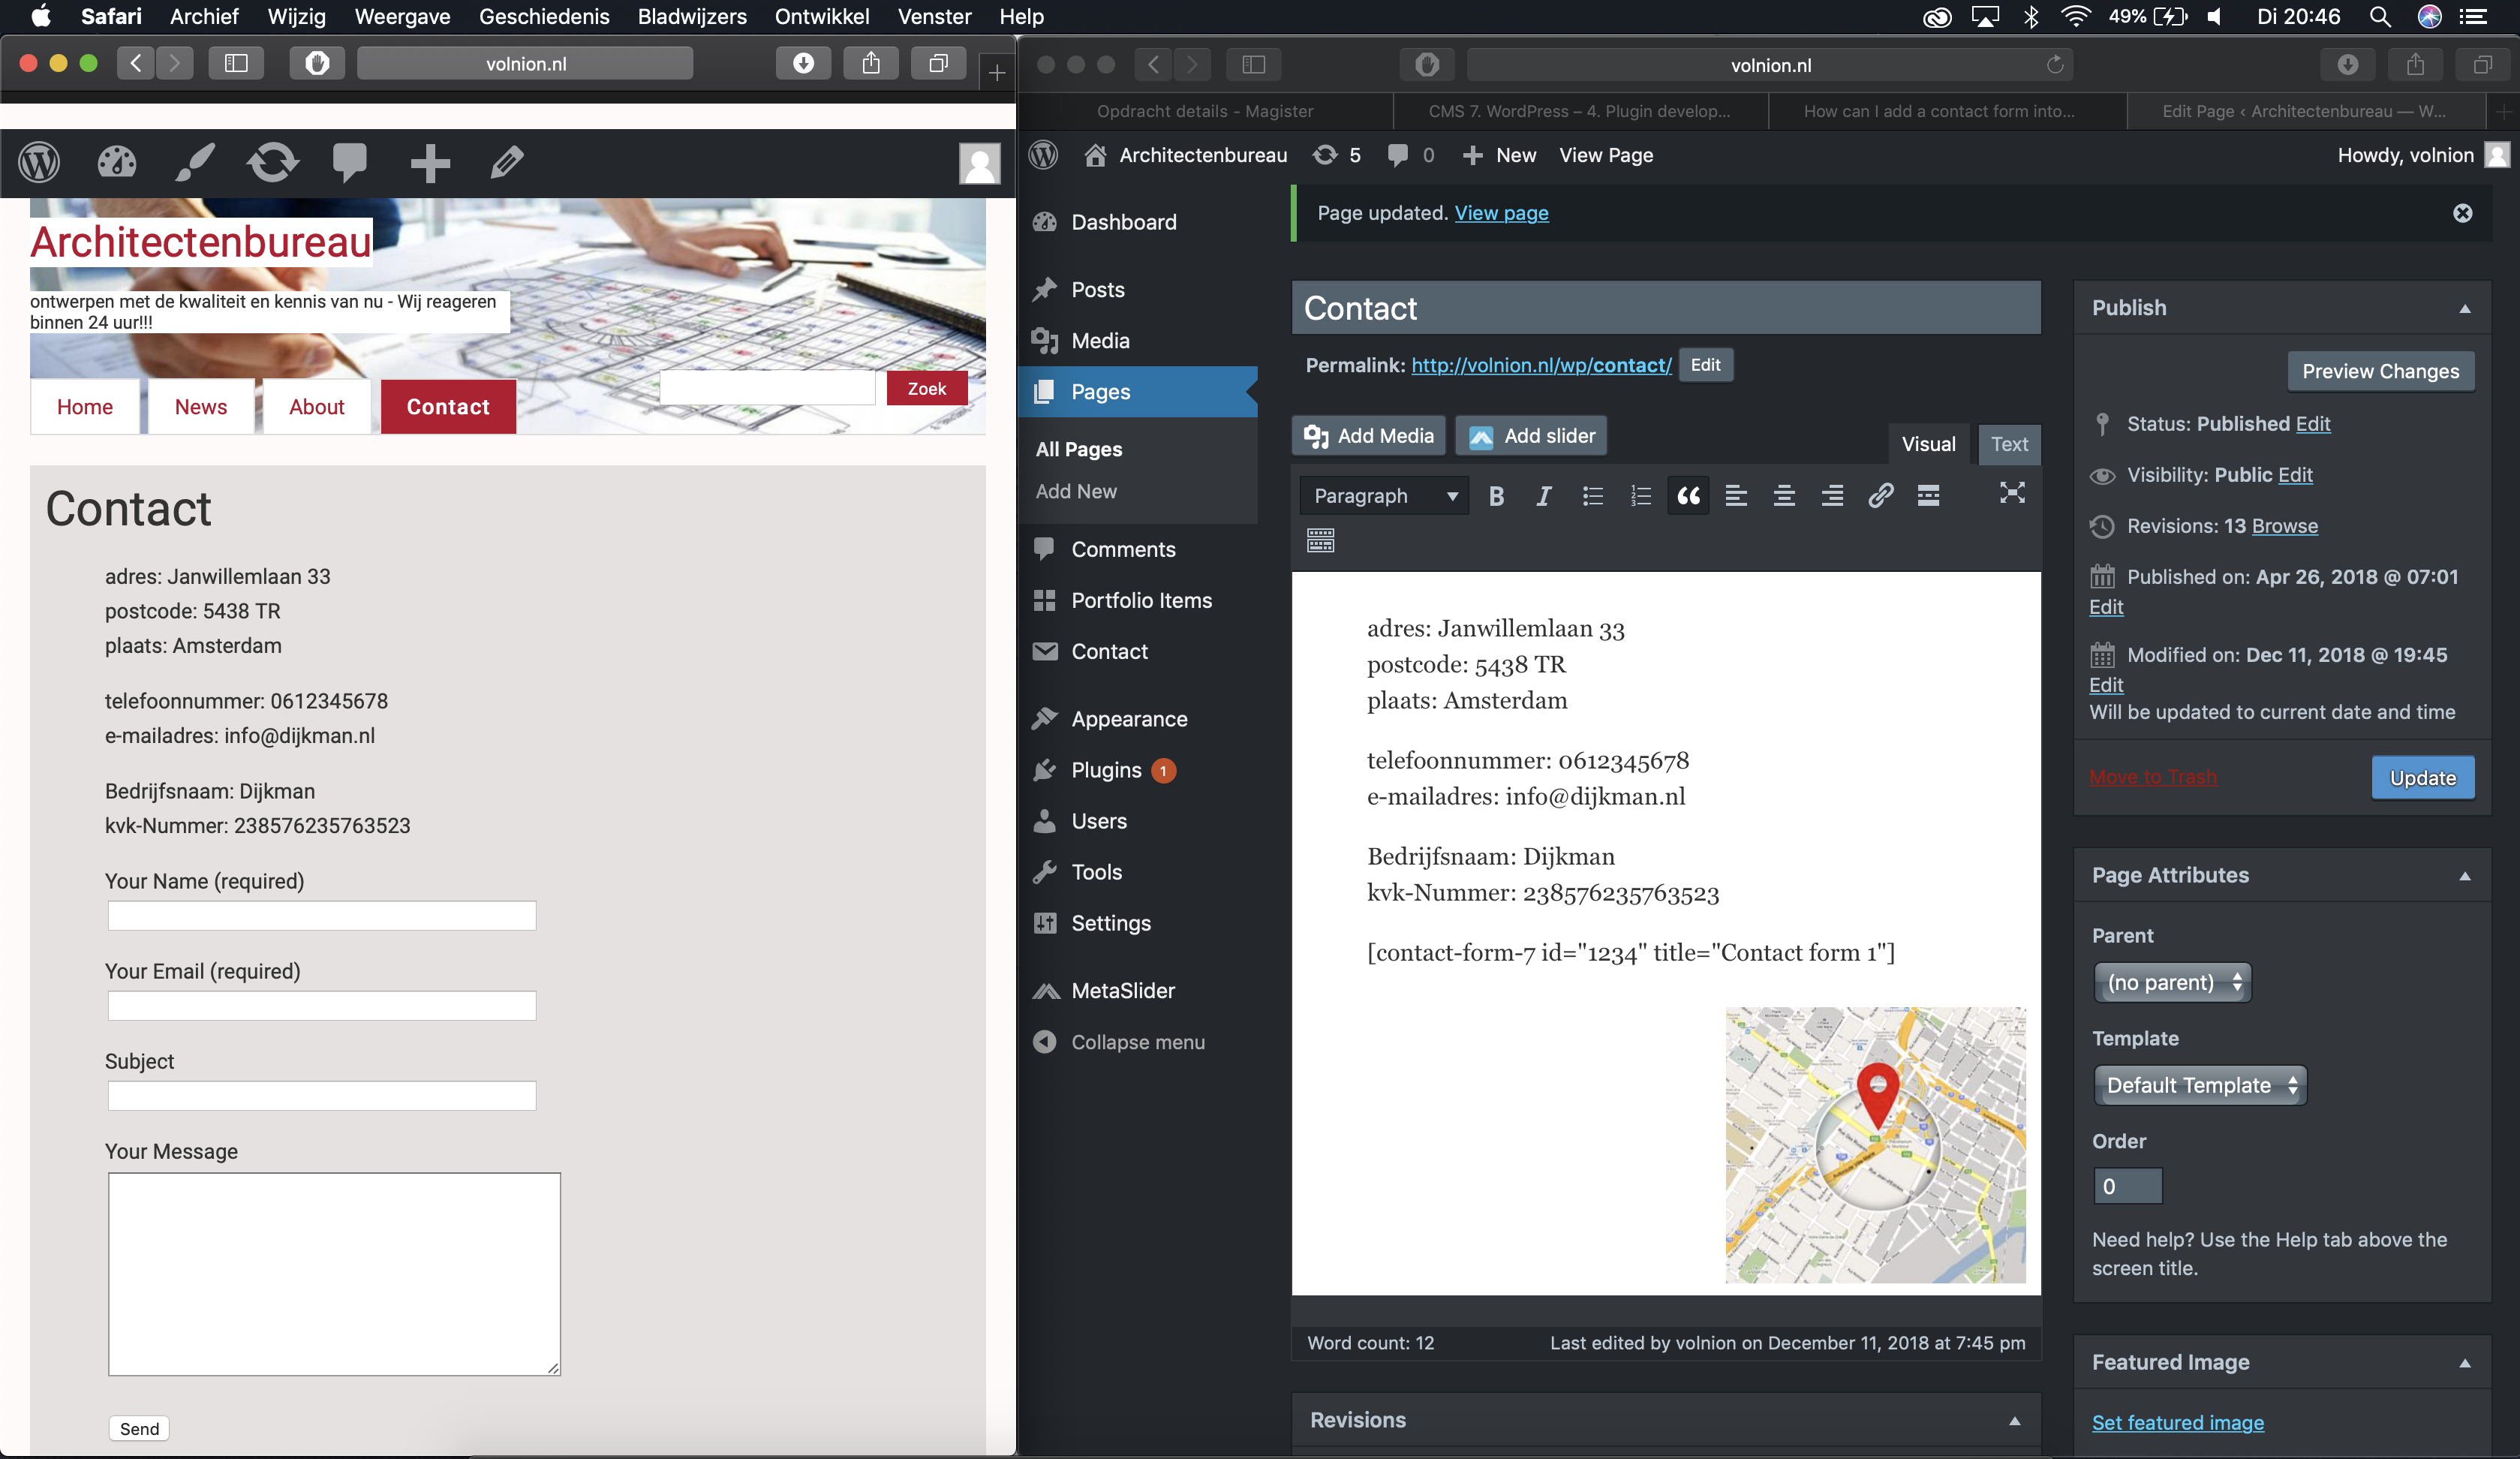 Safari Archief Wijzig Weergave Geschiedenis Bladwijzers Ontwikkel Venster Help 49% Di 20:46
volnion.nl
Architectenbureau
ontwerpen met de kwaliteit en kennis van nu - Wij reageren
binnen 24 uur!!!
Zoek
Home News About Contact
Contact
adres: Janwillemlaan 33
postcode: 5438 TR
plaats: Amsterdam
telefoonnummer: 0612345678
e-mailadres: info@dijkman.nl
Bedrijfsnaam: Dijkman
kvk-Nummer: 238576235763523
Your Name (required)
Your Email (required)
Subject
Your Message
Send
volnion.nl
Opdracht details - Magister CMS 7. WordPress – 4. Plugin develop... How can I add a contact form into... Edit Page ‹ Architectenbureau — W...
Architectenbureau 5 0 New View Page Howdy, volnion
Dashboard
Posts
Media
Pages
All Pages
Add New
Comments
Portfolio Items
Contact
Appearance
Plugins 1
Users
Tools
Settings
MetaSlider
Collapse menu
Page updated. View page
Contact
Permalink: http://volnion.nl/wp/contact/ Edit
Add Media Add slider Visual Text
Paragraph B I
adres: Janwillemlaan 33
postcode: 5438 TR
plaats: Amsterdam
telefoonnummer: 0612345678
e-mailadres: info@dijkman.nl
Bedrijfsnaam: Dijkman
kvk-Nummer: 238576235763523
[contact-form-7 id="1234" title="Contact form 1"]
Word count: 12 Last edited by volnion on December 11, 2018 at 7:45 pm
Revisions
Publish
Preview Changes
Status: Published Edit
Visibility: Public Edit
Revisions: 13 Browse
Published on: Apr 26, 2018 @ 07:01
Edit
Modified on: Dec 11, 2018 @ 19:45
Edit
Will be updated to current date and time
Move to Trash Update
Page Attributes
Parent
(no parent)
Template
Default Template
Order
0
Need help? Use the Help tab above the
screen title.
Featured Image
Set featured image